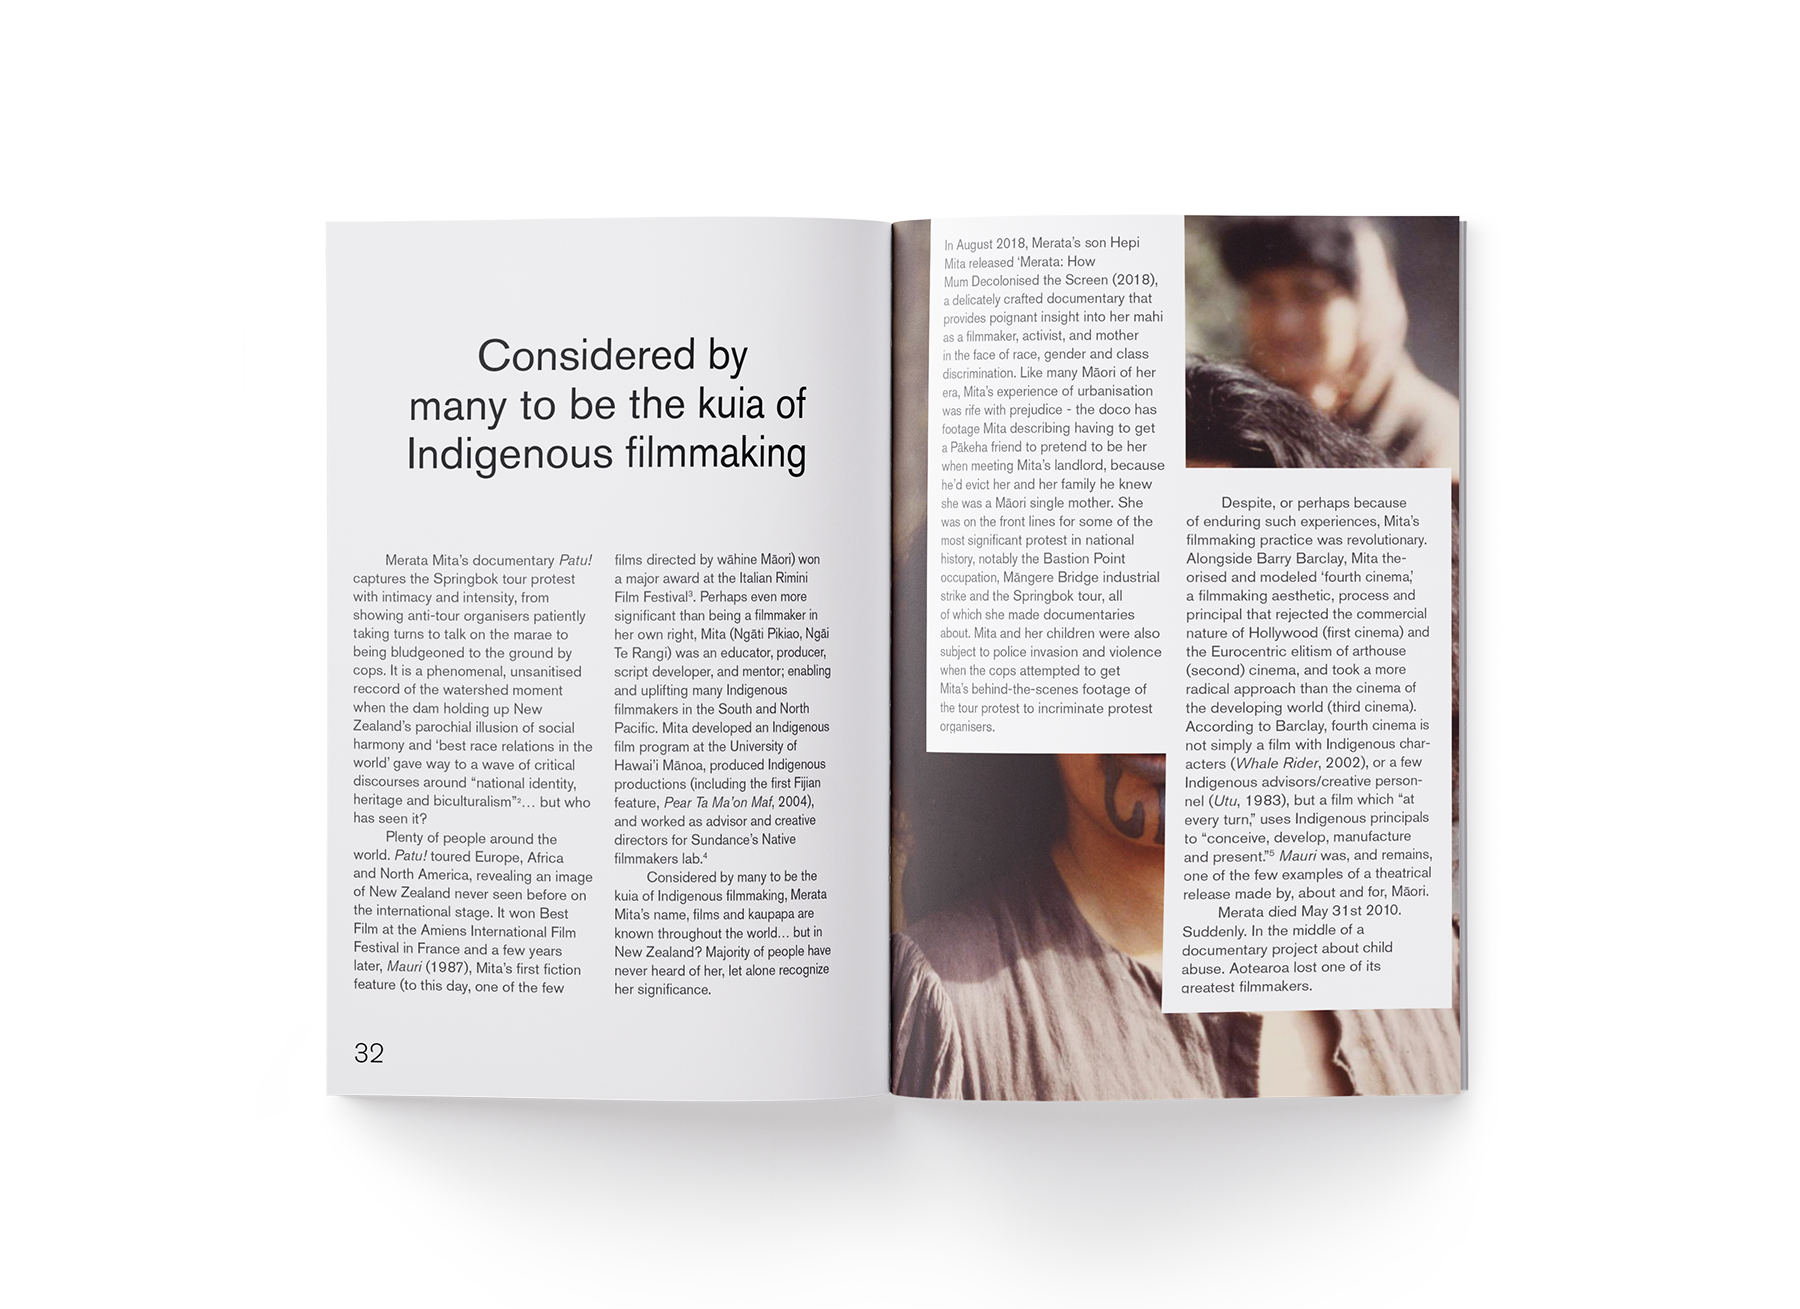 Considered by
many to be the kuia of
Indigenous filmmaking
Merata Mita’s documentary Patu!
captures the Springbok tour protest
with intimacy and intensity, from
showing anti-tour organisers patiently
taking turns to talk on the marae to
being bludgeoned to the ground by
cops. It is a phenomenal, unsanitised
reccord of the watershed moment
when the dam holding up New
Zealand’s parochial illusion of social
harmony and ‘best race relations in the
world’ gave way to a wave of critical
discourses around “national identity,
heritage and biculturalism”²… but who
has seen it?
Plenty of people around the
world. Patu! toured Europe, Africa
and North America, revealing an image
of New Zealand never seen before on
the international stage. It won Best
Film at the Amiens International Film
Festival in France and a few years
later, Mauri (1987), Mita’s first fiction
feature (to this day, one of the few
films directed by wāhine Māori) won
a major award at the Italian Rimini
Film Festival³. Perhaps even more
significant than being a filmmaker in
her own right, Mita (Ngāti Pikiao, Ngāi
Te Rangi) was an educator, producer,
script developer, and mentor; enabling
and uplifting many Indigenous
filmmakers in the South and North
Pacific. Mita developed an Indigenous
film program at the University of
Hawai’i Mānoa, produced Indigenous
productions (including the first Fijian
feature, Pear Ta Ma’on Maf, 2004),
and worked as advisor and creative
directors for Sundance’s Native
filmmakers lab.⁴
Considered by many to be the
kuia of Indigenous filmmaking, Merata
Mita’s name, films and kaupapa are
known throughout the world… but in
New Zealand? Majority of people have
never heard of her, let alone recognize
her significance.
32
In August 2018, Merata’s son Hepi
Mita released ‘Merata: How
Mum Decolonised the Screen (2018),
a delicately crafted documentary that
provides poignant insight into her mahi
as a filmmaker, activist, and mother
in the face of race, gender and class
discrimination. Like many Māori of her
era, Mita’s experience of urbanisation
was rife with prejudice - the doco has
footage Mita describing having to get
a Pākeha friend to pretend to be her
when meeting Mita’s landlord, because
he’d evict her and her family he knew
she was a Māori single mother. She
was on the front lines for some of the
most significant protest in national
history, notably the Bastion Point
occupation, Māngere Bridge industrial
strike and the Springbok tour, all
of which she made documentaries
about. Mita and her children were also
subject to police invasion and violence
when the cops attempted to get
Mita’s behind-the-scenes footage of
the tour protest to incriminate protest
organisers.
Despite, or perhaps because
of enduring such experiences, Mita’s
filmmaking practice was revolutionary.
Alongside Barry Barclay, Mita the-
orised and modeled ‘fourth cinema,’
a filmmaking aesthetic, process and
principal that rejected the commercial
nature of Hollywood (first cinema) and
the Eurocentric elitism of arthouse
(second) cinema, and took a more
radical approach than the cinema of
the developing world (third cinema).
According to Barclay, fourth cinema is
not simply a film with Indigenous char-
acters (Whale Rider, 2002), or a few
Indigenous advisors/creative person-
nel (Utu, 1983), but a film which “at
every turn,” uses Indigenous principals
to “conceive, develop, manufacture
and present.”⁵ Mauri was, and remains,
one of the few examples of a theatrical
release made by, about and for, Māori.
Merata died May 31st 2010.
Suddenly. In the middle of a
documentary project about child
abuse. Aotearoa lost one of its
greatest filmmakers.